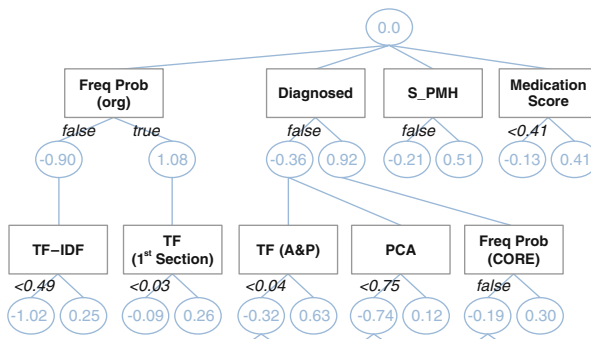 0.0
Freq Prob
(org)
Diagnosed
S_PMH
Medication
Score
false true false false <0.41
-0.90 1.08 -0.36 0.92 -0.21 0.51 -0.13 0.41
TF–IDF
TF
(1st Section)
TF (A&P)
PCA
Freq Prob
(CORE)
<0.49 <0.03 <0.04 <0.75 false
-1.02 0.25 -0.09 0.26 -0.32 0.63 -0.74 0.12 -0.19 0.30